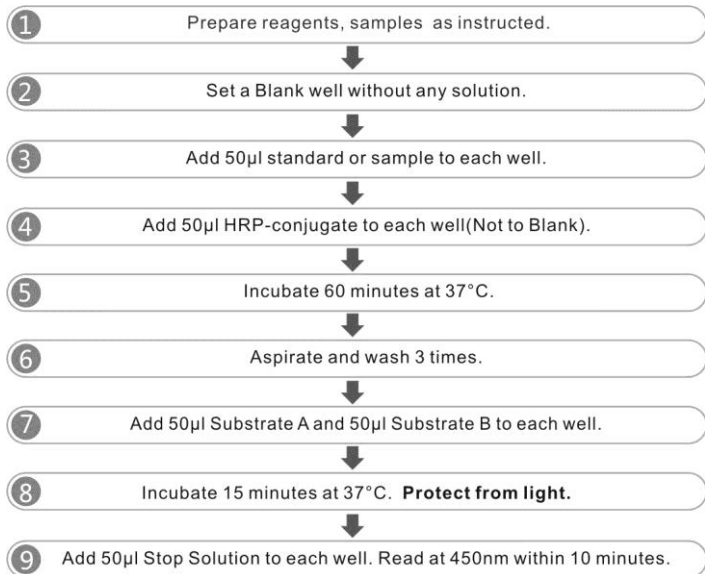 1 Prepare reagents, samples as instructed.
2 Set a Blank well without any solution.
3 Add 50µl standard or sample to each well.
4 Add 50µl HRP-conjugate to each well(Not to Blank).
5 Incubate 60 minutes at 37°C.
6 Aspirate and wash 3 times.
7 Add 50µl Substrate A and 50µl Substrate B to each well.
8 Incubate 15 minutes at 37°C. Protect from light.
9 Add 50µl Stop Solution to each well. Read at 450nm within 10 minutes.